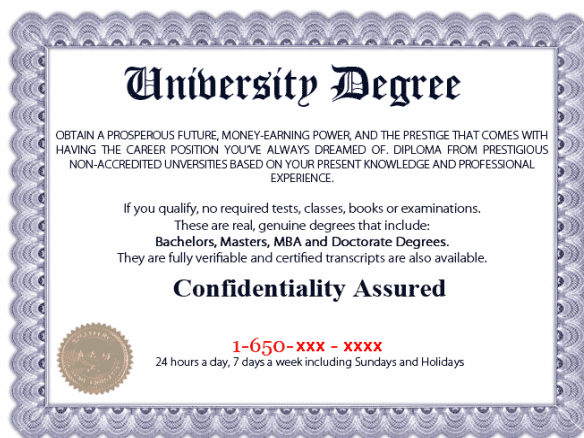 University Degree
OBTAIN A PROSPEROUS FUTURE, MONEY-EARNING POWER, AND THE PRESTIGE THAT COMES WITH
HAVING THE CAREER POSITION YOU'VE ALWAYS DREAMED OF. DIPLOMA FROM PRESTIGIOUS
NON-ACCREDITED UNVERSITIES BASED ON YOUR PRESENT KNOWLEDGE AND PROFESSIONAL
EXPERIENCE.
If you qualify, no required tests, classes, books or examinations.
These are real, genuine degrees that include:
Bachelors, Masters, MBA and Doctorate Degrees.
They are fully verifiable and certified transcripts are also available.
Confidentiality Assured
1-650-xxx - xxxx
24 hours a day, 7 days a week including Sundays and Holidays